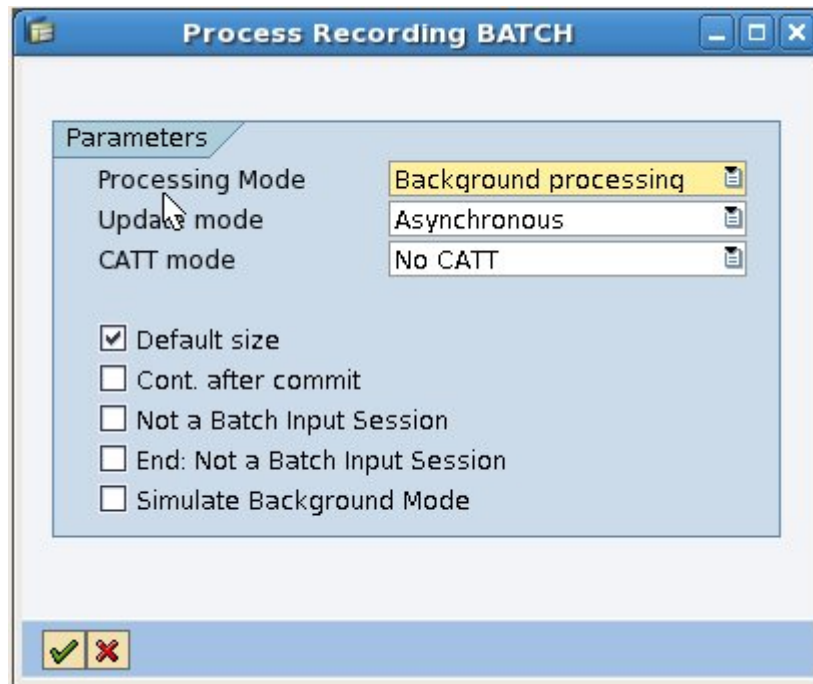 Process Recording BATCH
Parameters
Processing Mode Background processing
Update mode Asynchronous
CATT mode No CATT
Default size
Cont. after commit
Not a Batch Input Session
End: Not a Batch Input Session
Simulate Background Mode